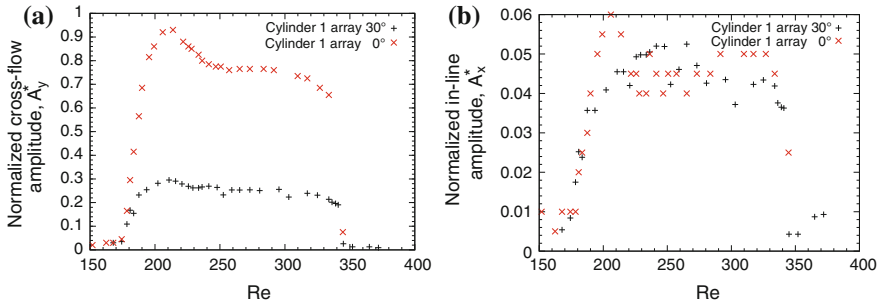 (a)
Normalized cross-flow
amplitude, A*y
1
0.9
0.8
0.7
0.6
0.5
0.4
0.3
0.2
0.1
0
150 200 250 300 350 400
Re
Cylinder 1 array 30°
Cylinder 1 array 0°
(b)
Normalized in-line
amplitude, A*x
0.06
0.05
0.04
0.03
0.02
0.01
0
150 200 250 300 350 400
Re
Cylinder 1 array 30°
Cylinder 1 array 0°